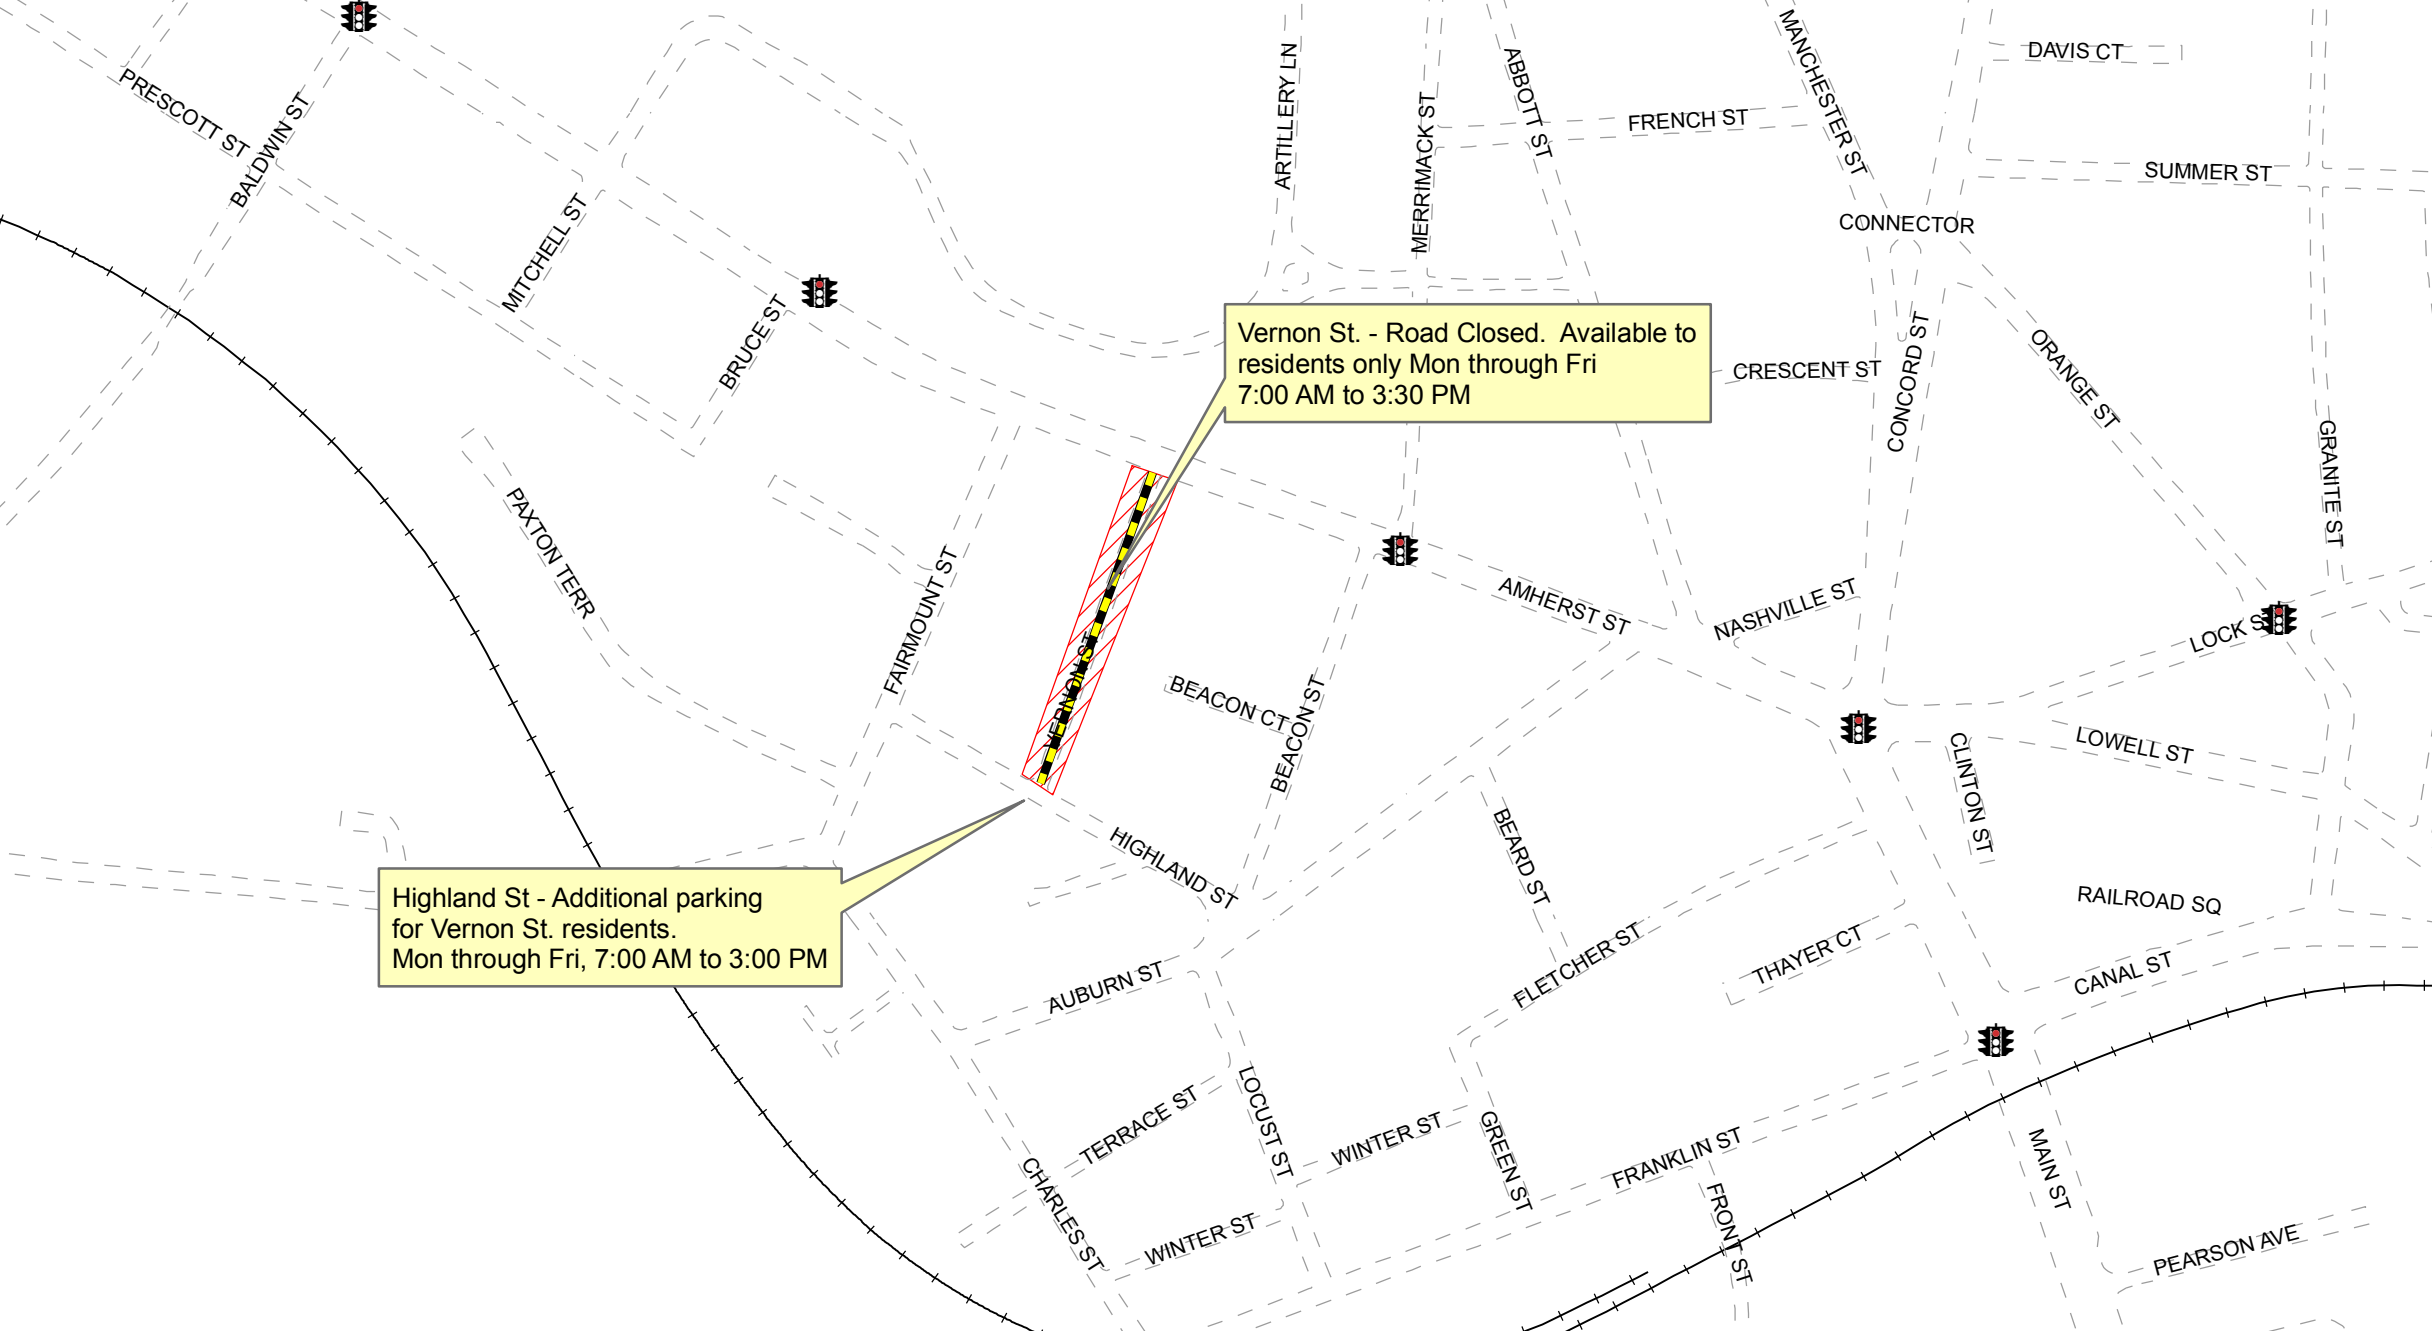 DAVIS CT
PRESCOTT ST
BALDWIN ST
ARTILLERY LN
MERRIMACK ST
ABBOTT ST
FRENCH ST
MANCHESTER ST
SUMMER ST
CONNECTOR
MITCHELL ST
BRUCE ST
Vernon St. - Road Closed.  Available to
residents only Mon through Fri
7:00 AM to 3:30 PM
CRESCENT ST
CONCORD ST
ORANGE ST
GRANITE ST
PAXTON TERR
FAIRMOUNT ST
VERNON ST
AMHERST ST
NASHVILLE ST
LOCK S
BEACON CT
BEACON ST
LOWELL ST
CLINTON ST
HIGHLAND ST
BEARD ST
Highland St - Additional parking
for Vernon St. residents.
Mon through Fri, 7:00 AM to 3:00 PM
RAILROAD SQ
FLETCHER ST
THAYER CT
CANAL ST
AUBURN ST
TERRACE ST
LOCUST ST
WINTER ST
GREEN ST
FRANKLIN ST
MAIN ST
CHARLES ST
WINTER ST
FRONT ST
PEARSON AVE